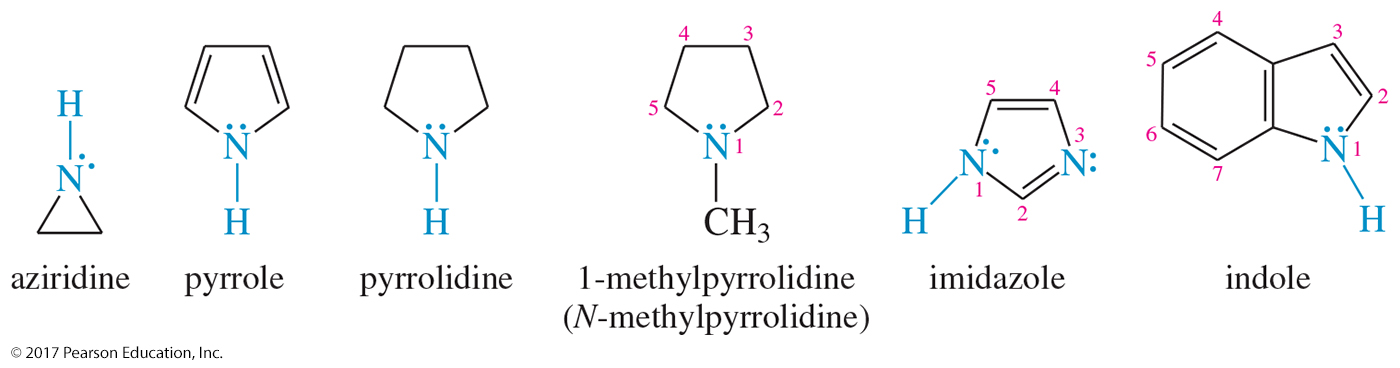 H
N
aziridine
N
H
pyrrole
N
H
pyrrolidine
4 3
5 2
N 1
CH3
1-methylpyrrolidine
(N-methylpyrrolidine)
5 4
3
N N
1
2
H
imidazole
4
3
5
2
6
N 1
7
H
indole
© 2017 Pearson Education, Inc.